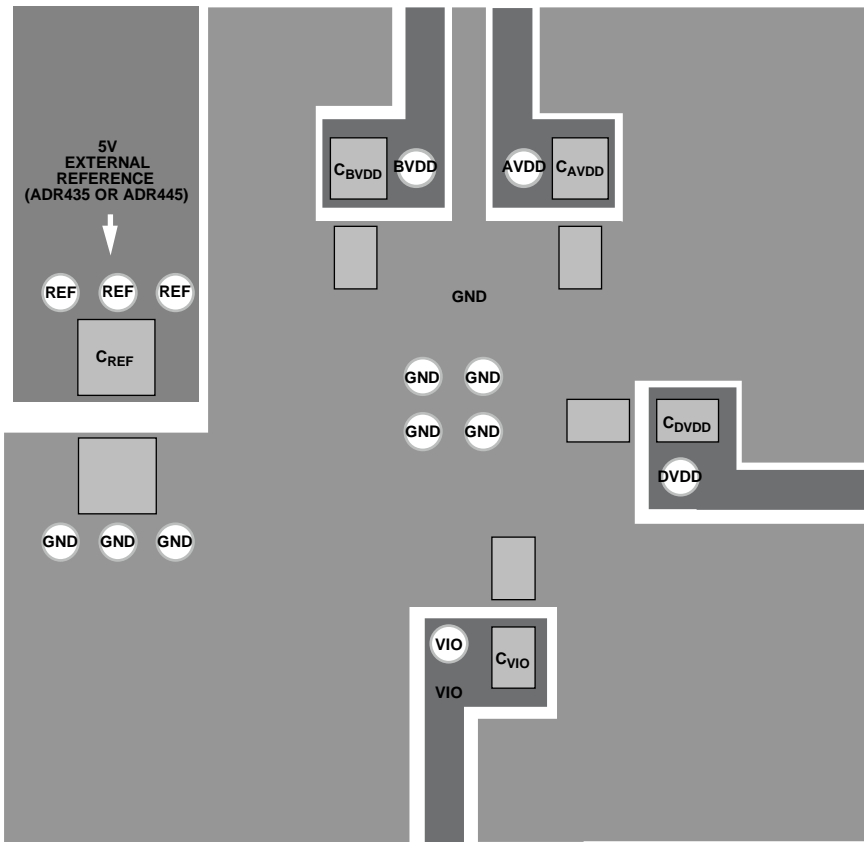 5V
EXTERNAL
REFERENCE
(ADR435 OR ADR445)
CBVDD BVDD AVDD CAVDD
REF REF REF
GND
CREF
GND GND
GND GND
CDVDD
DVDD
GND GND GND
VIO
CVIO
VIO